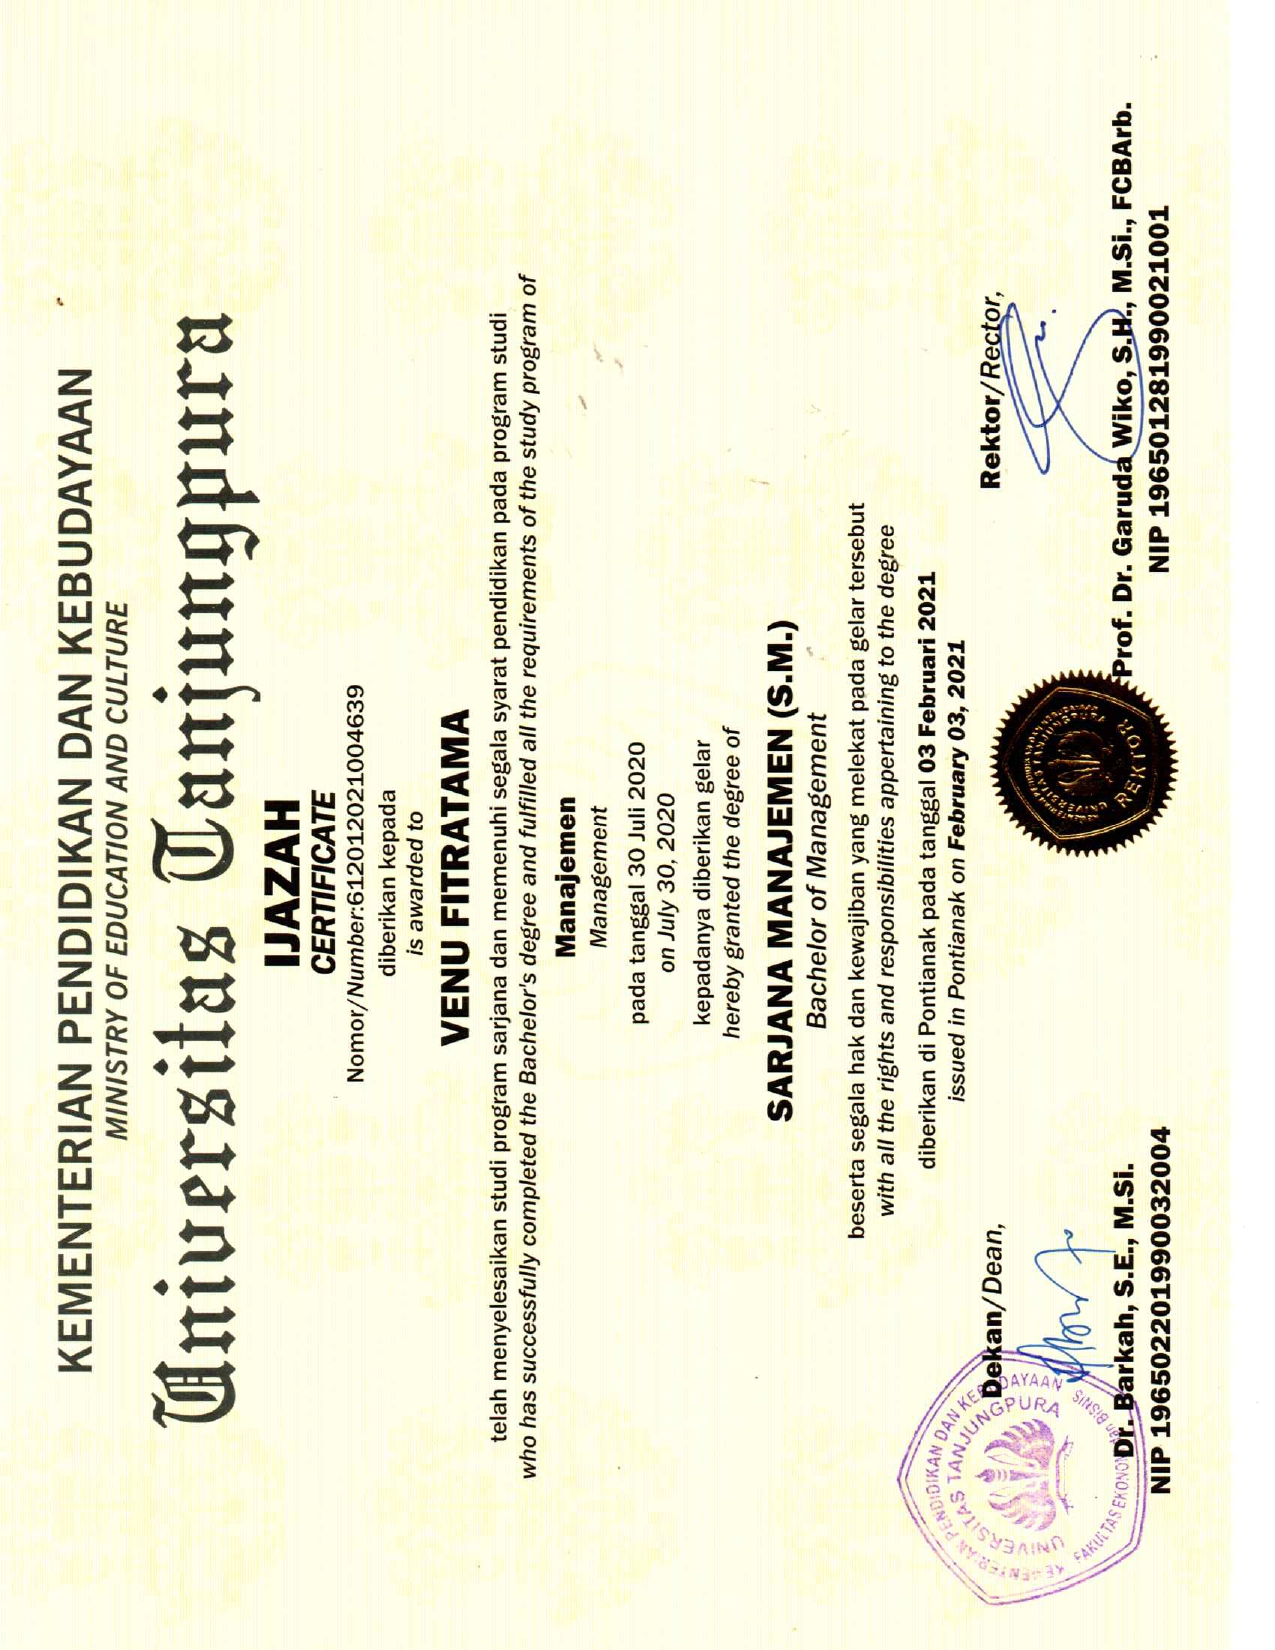 KEMENTERIAN PENDIDIKAN DAN KEBUDAYAAN
MINISTRY OF EDUCATION AND CULTURE
Universitas Tanjungpura
IJAZAH
CERTIFICATE
Nomor/Number:612012021004639
diberikan kepada
is awarded to
VENU FITRATAMA
telah menyelesaikan studi program sarjana dan memenuhi segala syarat pendidikan pada program studi
who has successfully completed the Bachelor's degree and fulfilled all the requirements of the study program of
Manajemen
Management
pada tanggal 30 Juli 2020
on July 30, 2020
kepadanya diberikan gelar
hereby granted the degree of
SARJANA MANAJEMEN (S.M.)
Bachelor of Management
beserta segala hak dan kewajiban yang melekat pada gelar tersebut
with all the rights and responsibilities appertaining to the degree
diberikan di Pontianak pada tanggal 03 Februari 2021
issued in Pontianak on February 03, 2021
KEMENTERIAN PENDIDIKAN DAN KEBUDAYAAN
UNIVERSITAS TANJUNGPURA
FAKULTAS EKONOMI dan BISNIS
Dekan/Dean,
Dr. Barkah, S.E., M.Si.
NIP 196502201990032004
UNIVERSITAS TANJUNGPURA
REKTOR
Rektor/Rector,
Prof. Dr. Garuda Wiko, S.H., M.Si., FCBArb.
NIP 196501281990021001